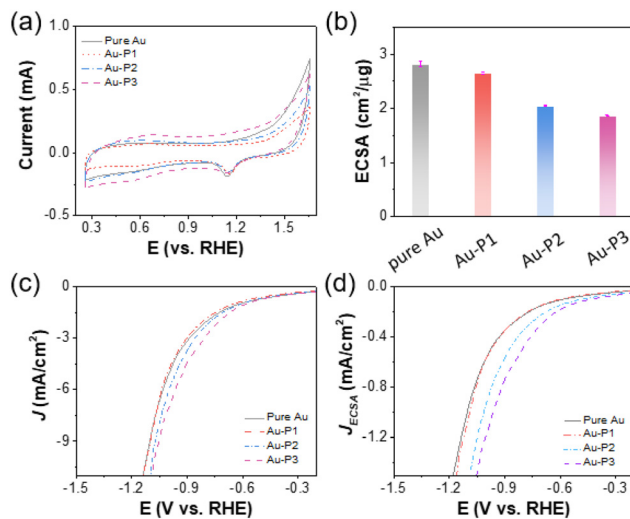 (a)
Pure Au
Au-P1
Au-P2
Au-P3
Current (mA)
1.0
0.5
0.0
-0.5
0.3
0.6
0.9
1.2
1.5
E (vs. RHE)
(b)
ECSA (cm²/μg)
3
2
1
0
pure Au
Au-P1
Au-P2
Au-P3
(c)
J (mA/cm²)
0
-3
-6
-9
Pure Au
Au-P1
Au-P2
Au-P3
-1.5
-1.2
-0.9
-0.6
-0.3
E (V vs. RHE)
(d)
J_ECSA (mA/cm²)
0.0
-0.4
-0.8
-1.2
Pure Au
Au-P1
Au-P2
Au-P3
-1.5
-1.2
-0.9
-0.6
-0.3
E (V vs. RHE)